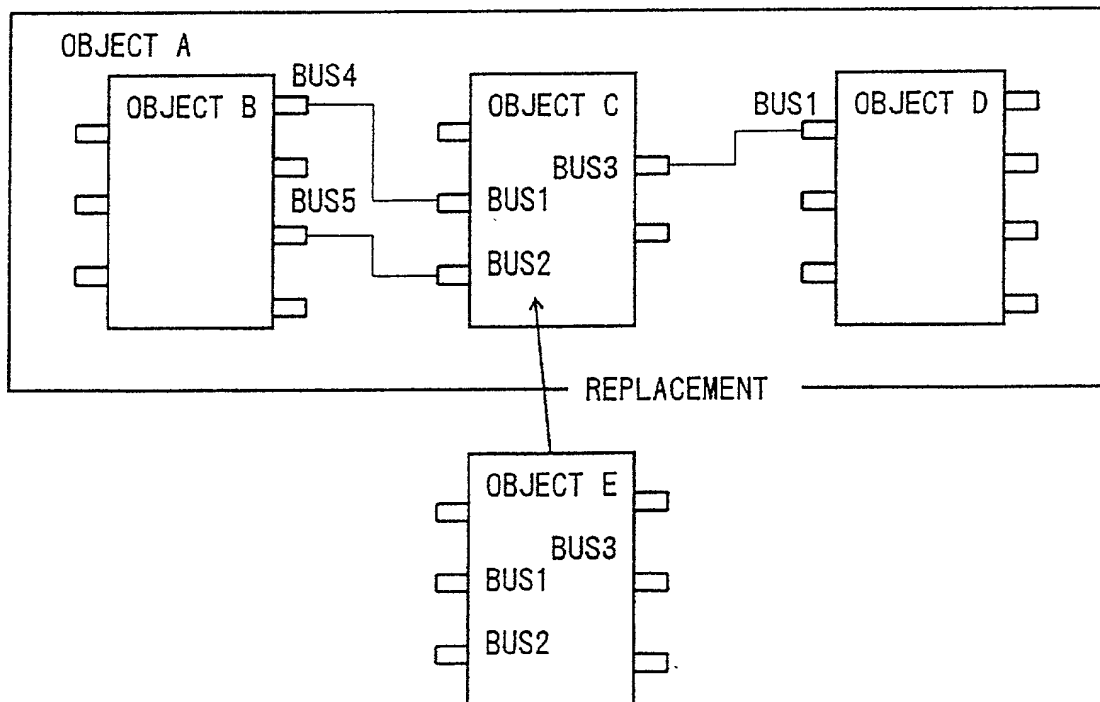 OBJECT A
BUS4
OBJECT B
BUS5
OBJECT C
BUS3
BUS1
BUS2
BUS1
OBJECT D
REPLACEMENT
OBJECT E
BUS3
BUS1
BUS2